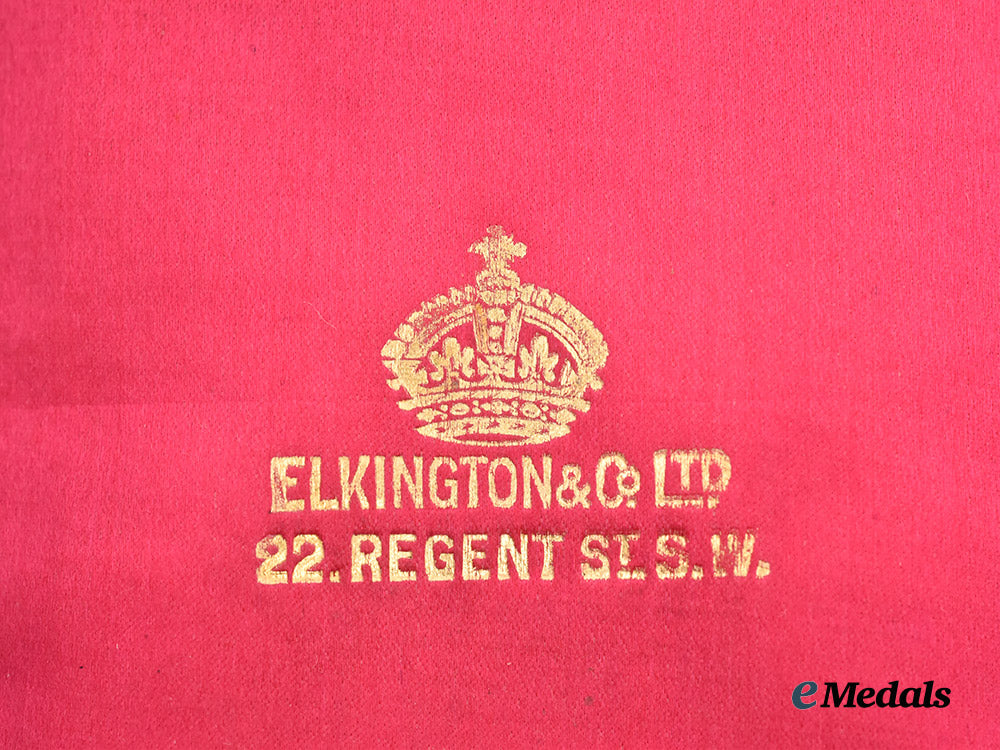 ELKINGTON & CO. LTD.
22. REGENT ST. S.W.
eMedals